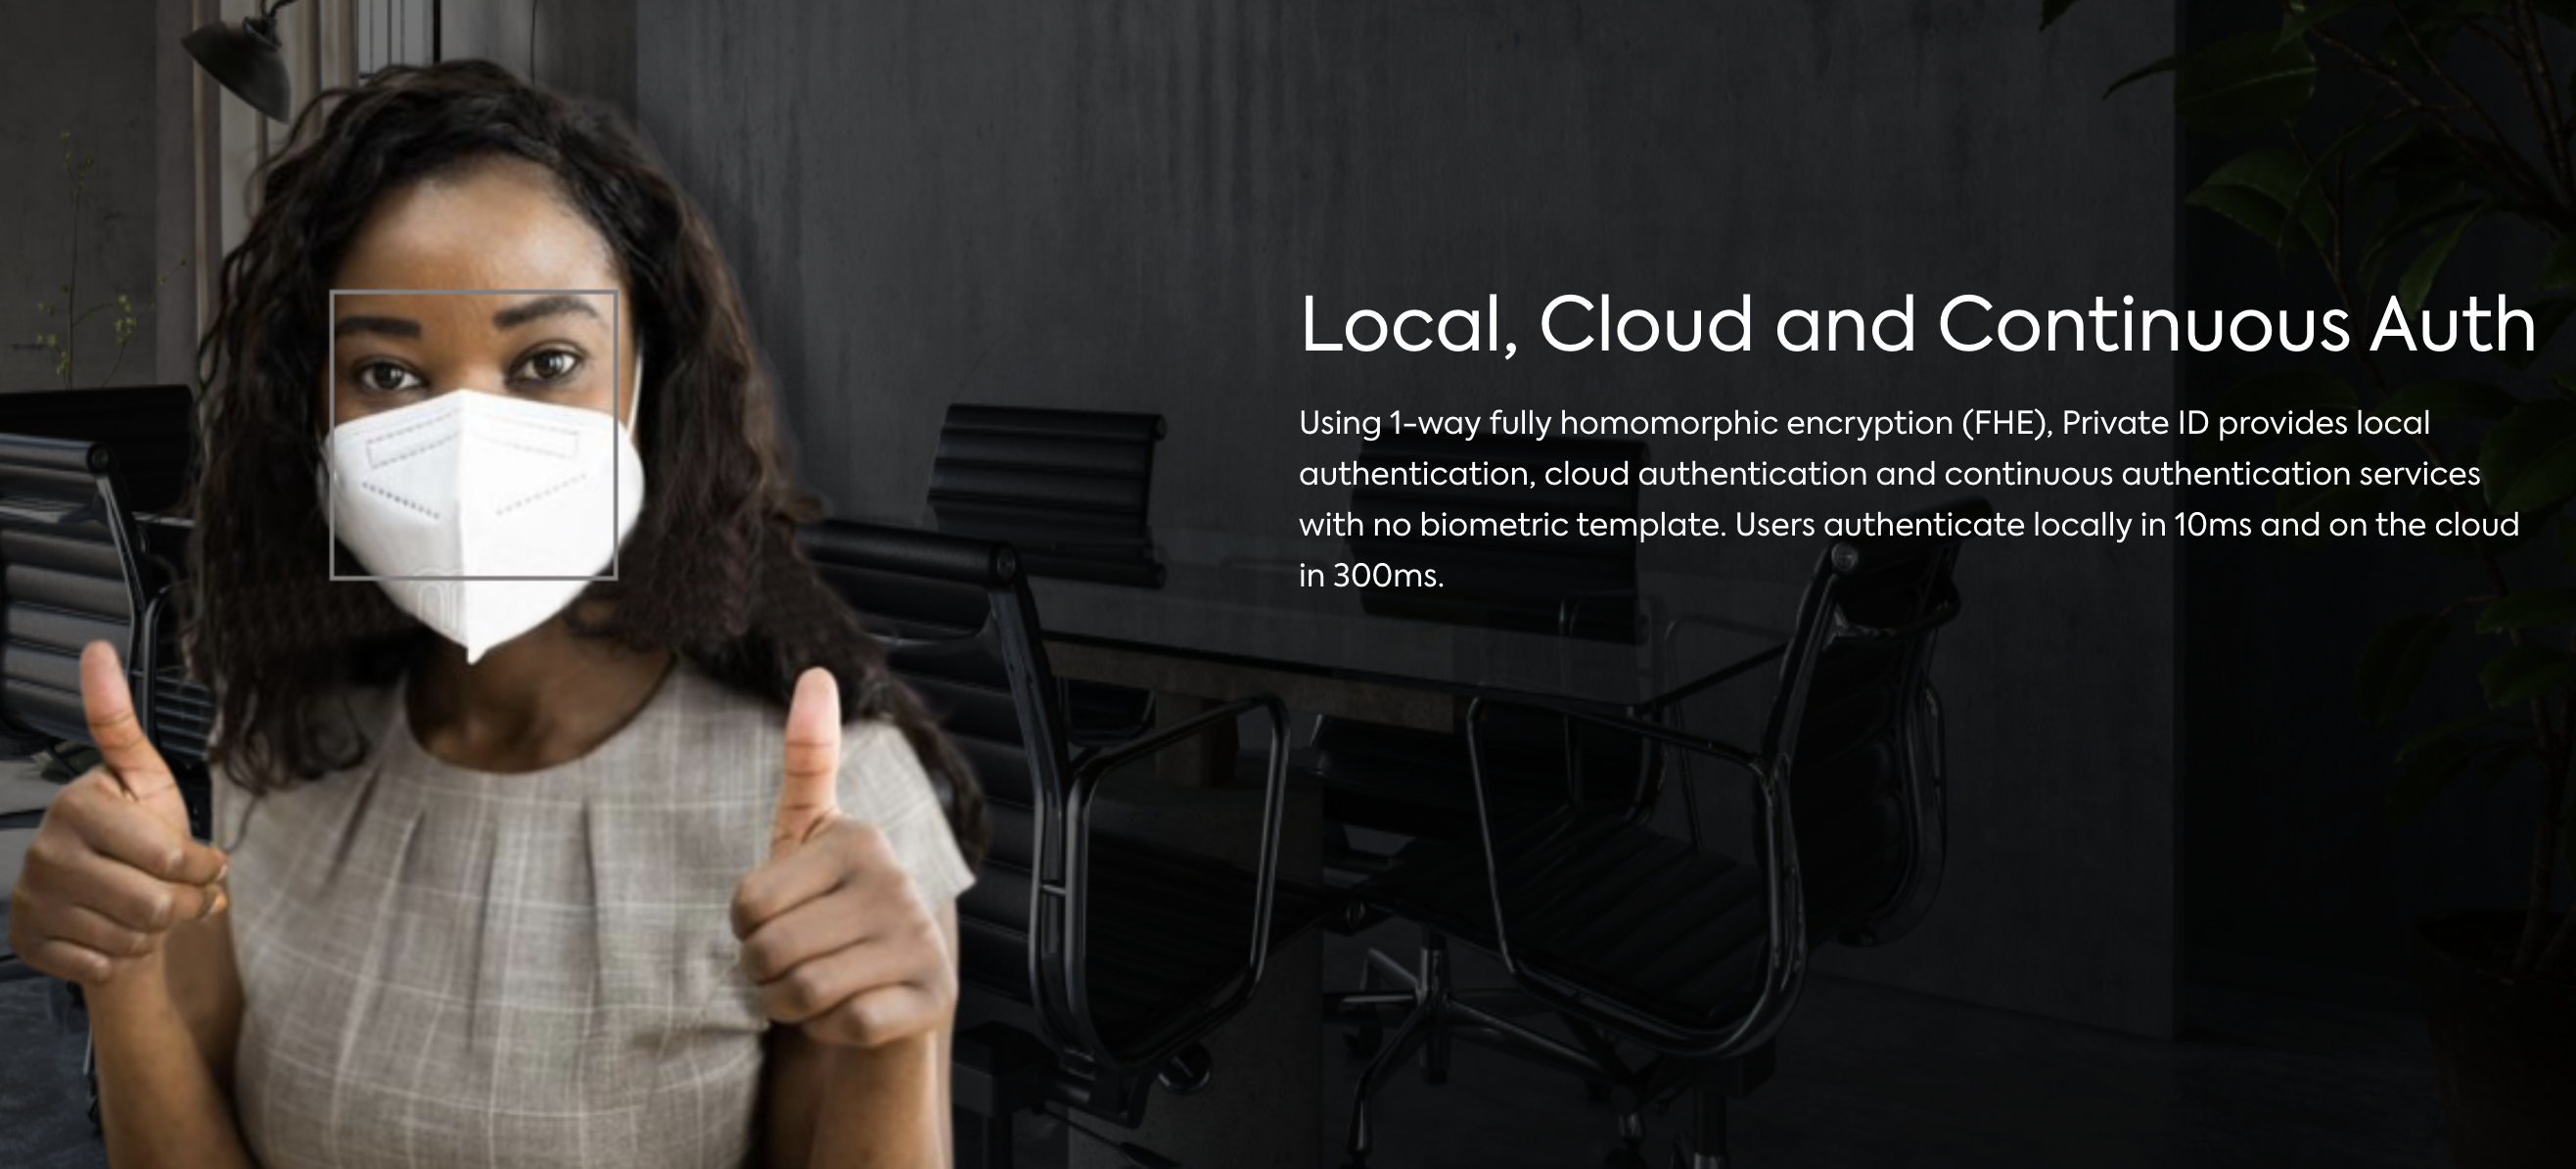 Local, Cloud and Continuous Auth
Using 1-way fully homomorphic encryption (FHE), Private ID provides local
authentication, cloud authentication and continuous authentication services
with no biometric template. Users authenticate locally in 10ms and on the cloud
in 300ms.